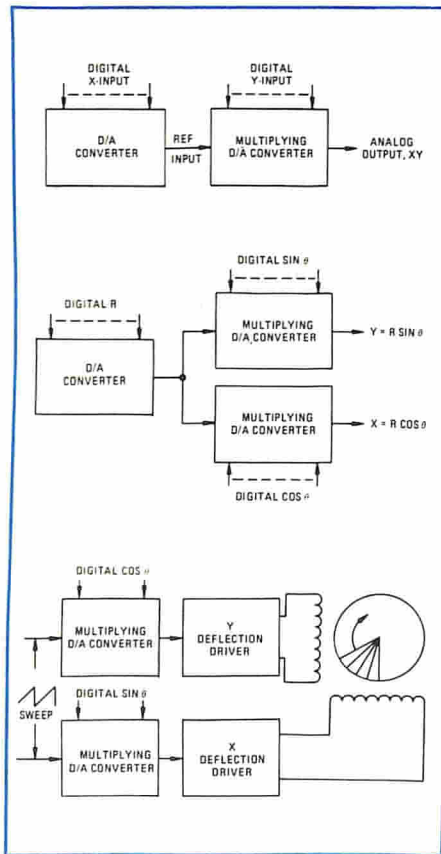 DIGITAL
X-INPUT
DIGITAL
Y-INPUT
D/A
CONVERTER
REF
INPUT
MULTIPLYING
D/A CONVERTER
ANALOG
OUTPUT, XY
DIGITAL SIN θ
DIGITAL R
MULTIPLYING
D/A CONVERTER
Y = R SIN θ
D/A
CONVERTER
MULTIPLYING
D/A CONVERTER
X = R COS θ
DIGITAL COS θ
DIGITAL COS θ
MULTIPLYING
D/A CONVERTER
Y
DEFLECTION
DRIVER
SWEEP
DIGITAL SIN θ
MULTIPLYING
D/A CONVERTER
X
DEFLECTION
DRIVER